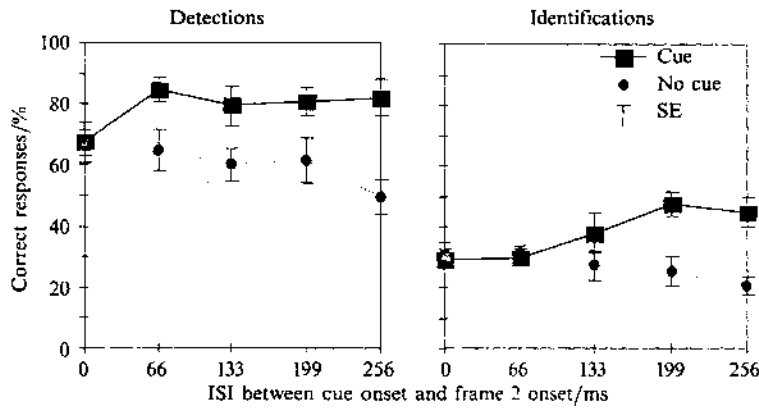 Detections
Identifications
Correct responses/%
100
80
60
40
20
0
Cue
No cue
SE
0 66 133 199 256
0 66 133 199 256
ISI between cue onset and frame 2 onset/ms